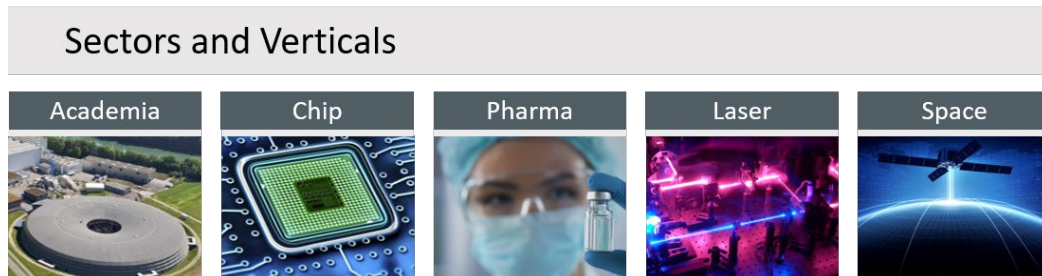 Sectors and Verticals
Academia
Chip
Pharma
Laser
Space